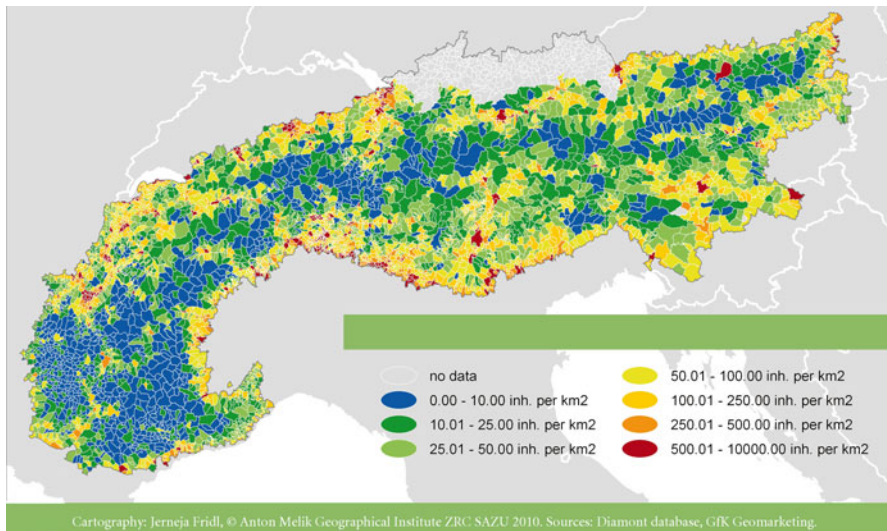 no data
0.00 - 10.00 inh. per km2
10.01 - 25.00 inh. per km2
25.01 - 50.00 inh. per km2
50.01 - 100.00 inh. per km2
100.01 - 250.00 inh. per km2
250.01 - 500.00 inh. per km2
500.01 - 10000.00 inh. per km2
Cartography: Jerneja Fridl, © Anton Melik Geographical Institute ZRC SAZU 2010. Sources: Diamont database, GfK Geomarketing.